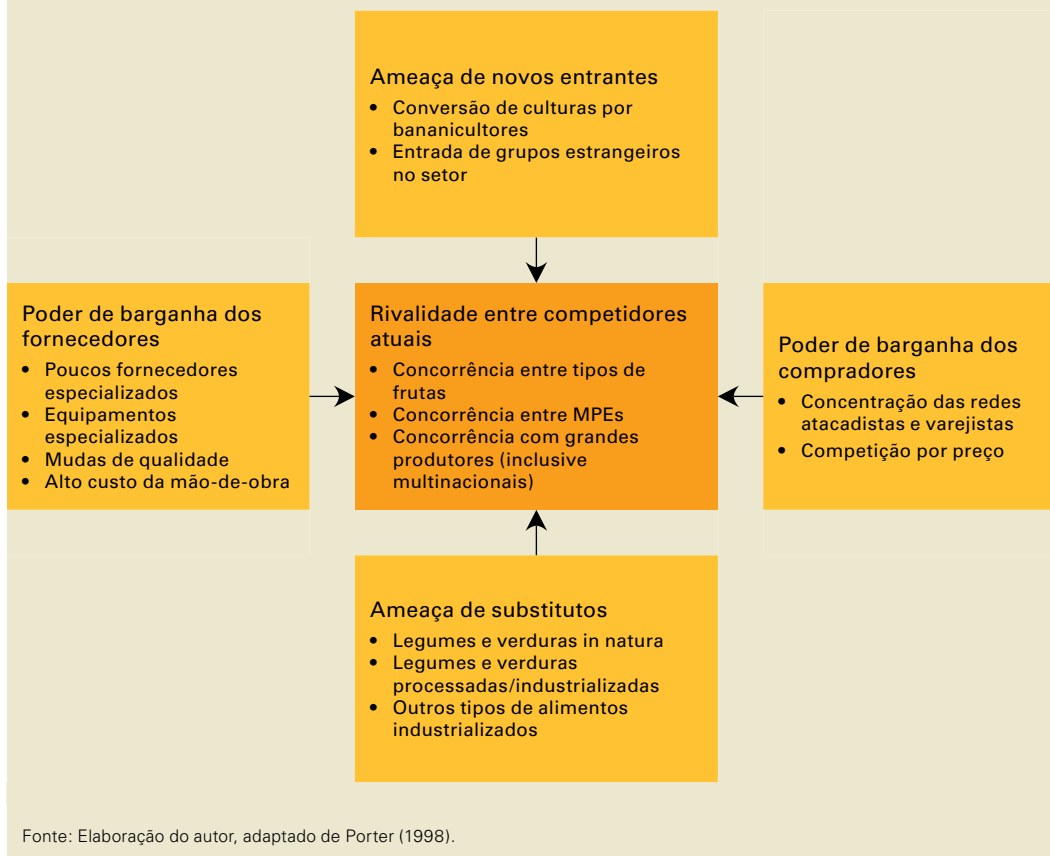 Ameaça de novos entrantes
• Conversão de culturas por
bananicultores
• Entrada de grupos estrangeiros
no setor
Poder de barganha dos
fornecedores
• Poucos fornecedores
especializados
• Equipamentos
especializados
• Mudas de qualidade
• Alto custo da mão-de-obra
Rivalidade entre competidores
atuais
• Concorrência entre tipos de
frutas
• Concorrência entre MPEs
• Concorrência com grandes
produtores (inclusive
multinacionais)
Poder de barganha dos
compradores
• Concentração das redes
atacadistas e varejistas
• Competição por preço
Ameaça de substitutos
• Legumes e verduras in natura
• Legumes e verduras
processadas/industrializadas
• Outros tipos de alimentos
industrializados
Fonte: Elaboração do autor, adaptado de Porter (1998).